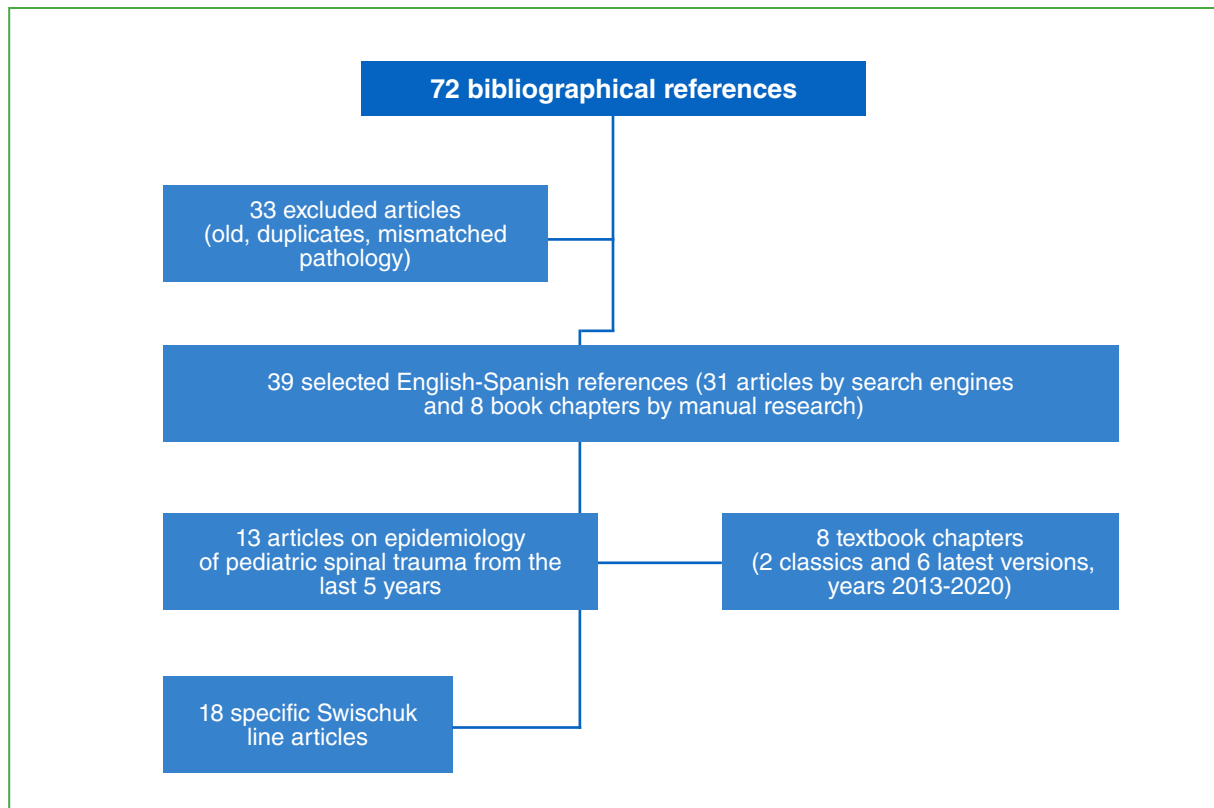 72 bibliographical references
33 excluded articles
(old, duplicates, mismatched
pathology)
39 selected English-Spanish references (31 articles by search engines
and 8 book chapters by manual research)
13 articles on epidemiology
of pediatric spinal trauma from the
last 5 years
8 textbook chapters
(2 classics and 6 latest versions,
years 2013-2020)
18 specific Swischuk
line articles